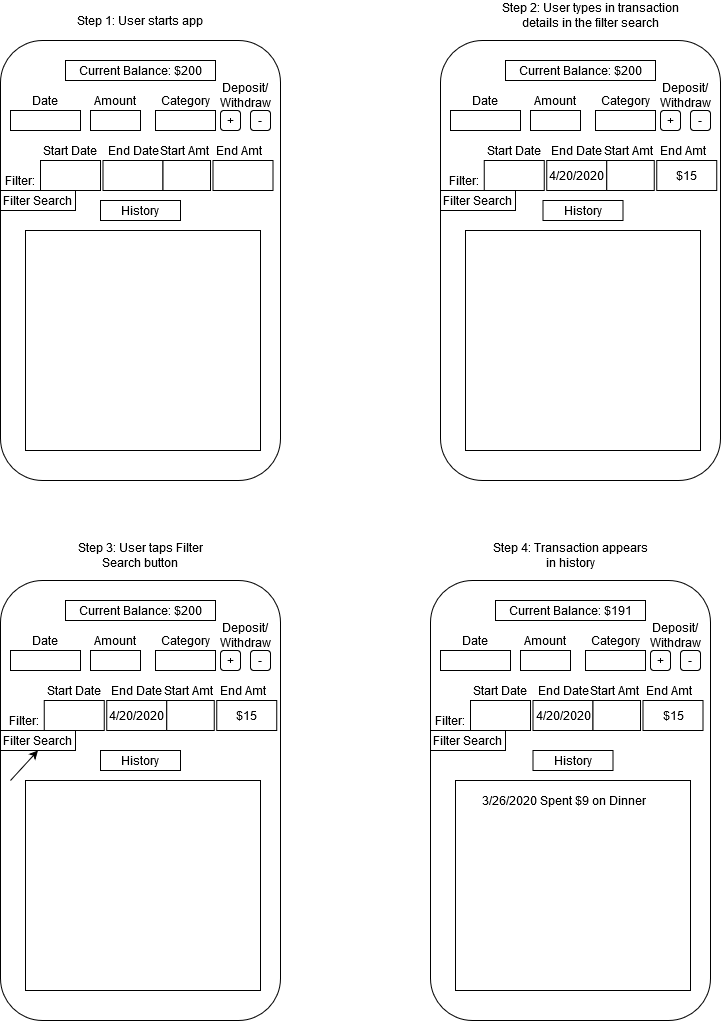 Step 1: User starts app
Current Balance: $200
Deposit/
Date Amount Category Withdraw
+ -
Start Date End Date Start Amt End Amt
Filter:
Filter Search
History
Step 2: User types in transaction
details in the filter search
Current Balance: $200
Deposit/
Date Amount Category Withdraw
+ -
Start Date End Date Start Amt End Amt
Filter: 4/20/2020 $15
Filter Search
History
Step 3: User taps Filter
Search button
Current Balance: $200
Deposit/
Date Amount Category Withdraw
+ -
Start Date End Date Start Amt End Amt
Filter: 4/20/2020 $15
Filter Search
History
Step 4: Transaction appears
in history
Current Balance: $191
Deposit/
Date Amount Category Withdraw
+ -
Start Date End Date Start Amt End Amt
Filter: 4/20/2020 $15
Filter Search
History
3/26/2020 Spent $9 on Dinner